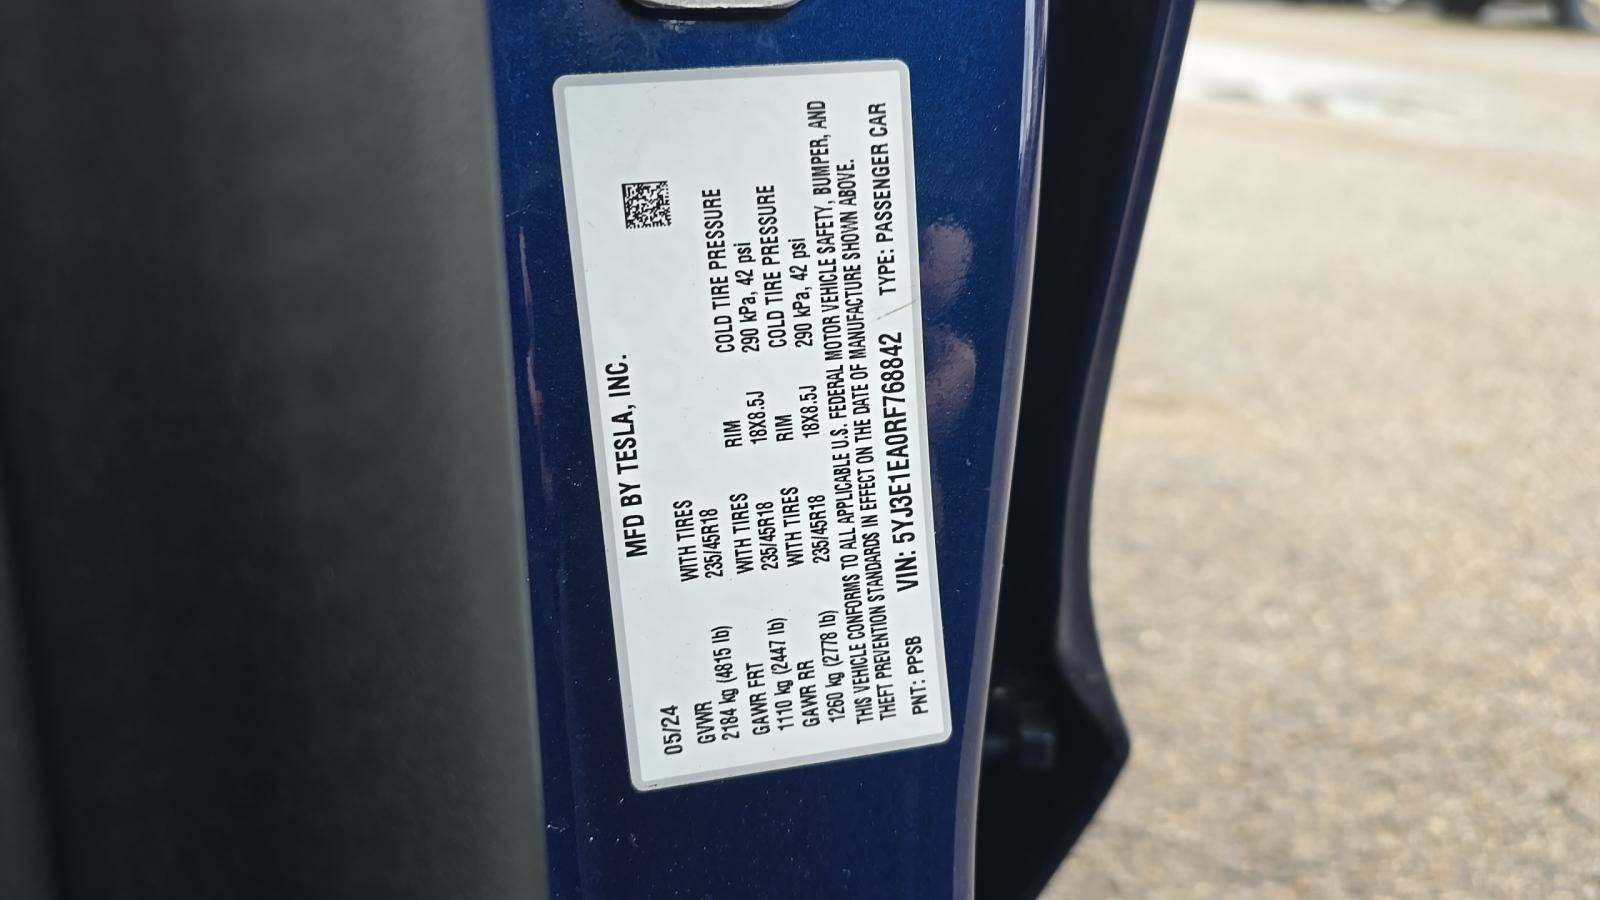 MFD BY TESLA, INC.
05/24
GVWR WITH TIRES
2184 kg (4815 lb) 235/45R18 RIM COLD TIRE PRESSURE
GAWR FRT WITH TIRES 18X8.5J 290 kPa, 42 psi
1110 kg (2447 lb) 235/45R18 RIM COLD TIRE PRESSURE
GAWR RR WITH TIRES 18X8.5J 290 kPa, 42 psi
1260 kg (2778 lb) 235/45R18
THIS VEHICLE CONFORMS TO ALL APPLICABLE U.S. FEDERAL MOTOR VEHICLE SAFETY, BUMPER, AND
THEFT PREVENTION STANDARDS IN EFFECT ON THE DATE OF MANUFACTURE SHOWN ABOVE.
PNT: PPSB VIN: 5YJ3E1EA0RF768842 TYPE: PASSENGER CAR